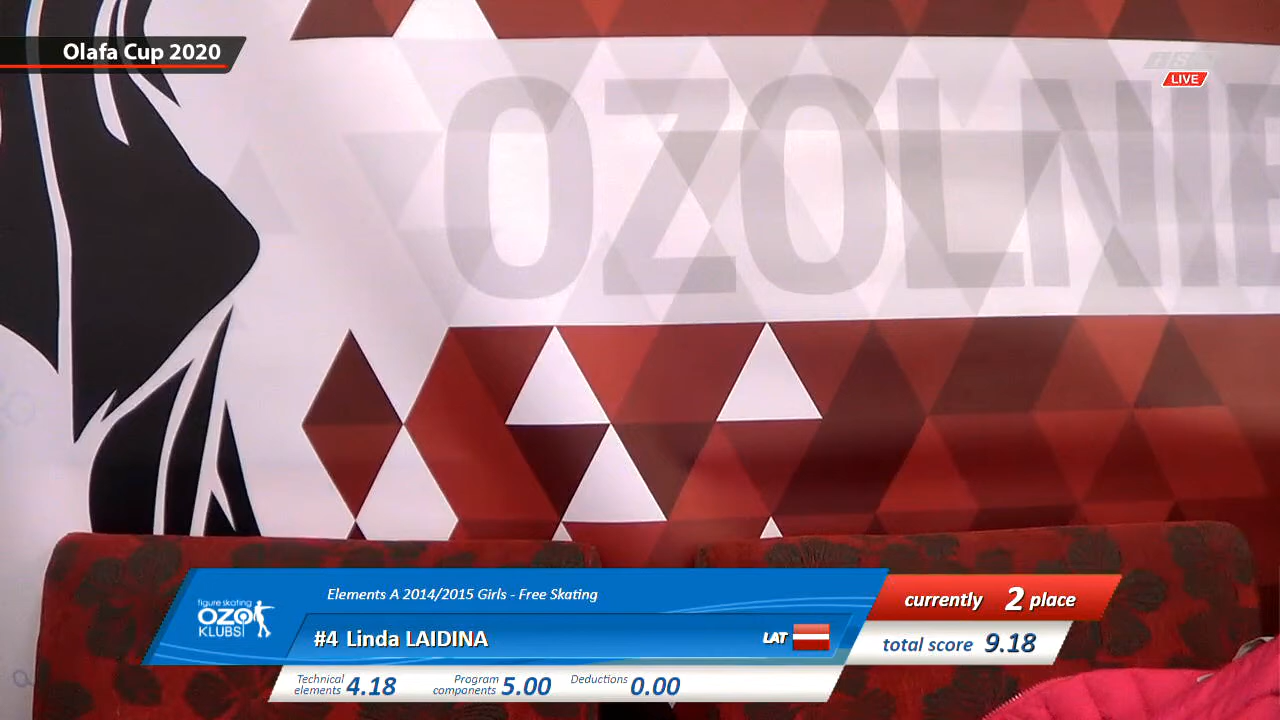 Olafa Cup 2020
LIVE
OZOLNIE
Elements A 2014/2015 Girls - Free Skating
figure skating
OZO
KLUBS!
#4 Linda LAIDINA
LAT
currently 2 place
total score 9.18
Technical elements 4.18
Program components 5.00
Deductions 0.00